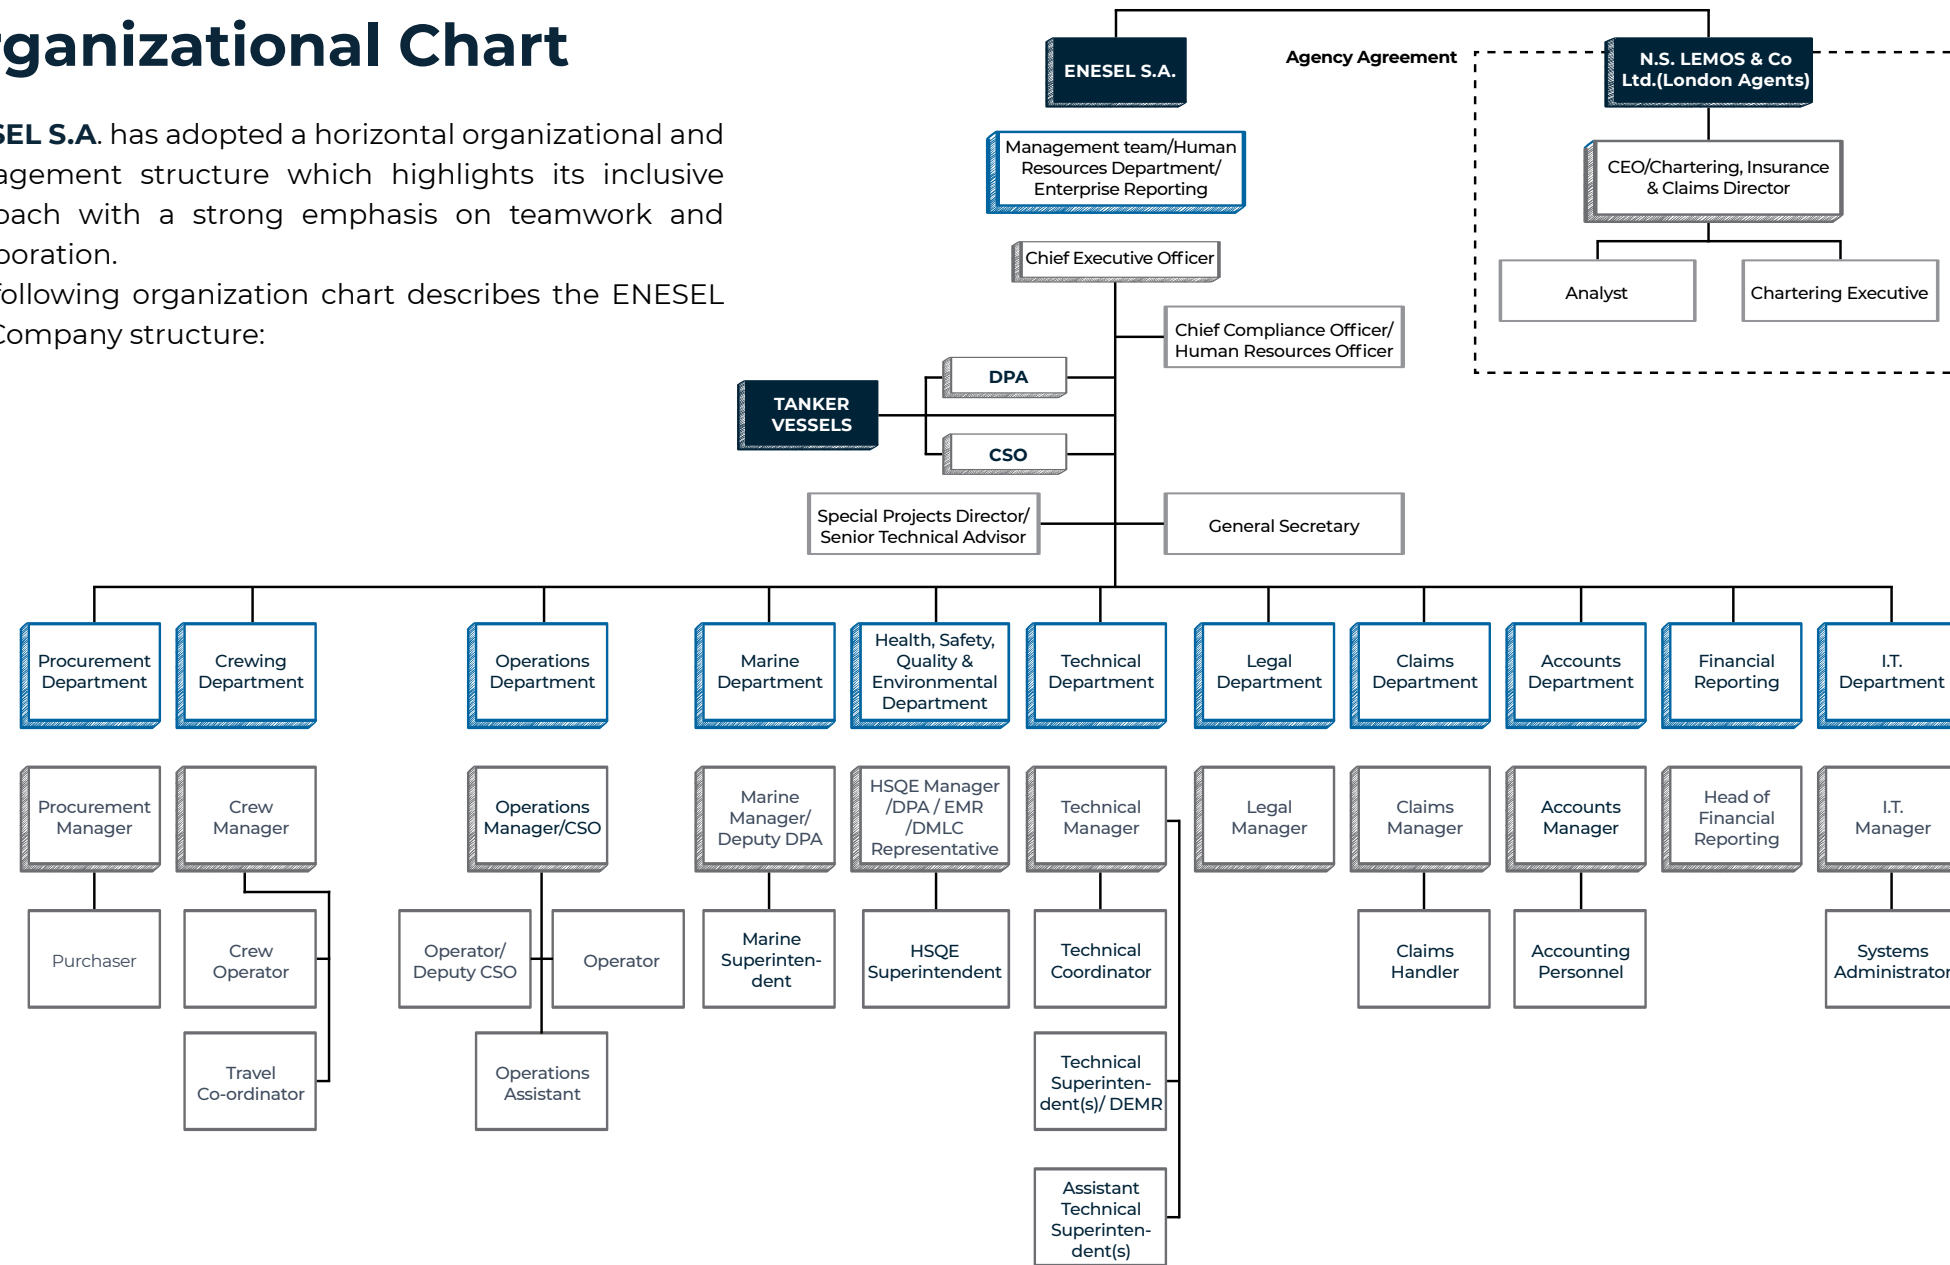 rganizational Chart
SEL S.A. has adopted a horizontal organizational and
agement structure which highlights its inclusive
oach with a strong emphasis on teamwork and
oration.
ollowing organization chart describes the ENESEL
Company structure:
ENESEL S.A.
Agency Agreement
N.S. LEMOS & Co
Ltd.(London Agents)
Management team/Human
Resources Department/
Enterprise Reporting
CEO/Chartering, Insurance
& Claims Director
Chief Executive Officer
Analyst
Chartering Executive
Chief Compliance Officer/
Human Resources Officer
DPA
TANKER
VESSELS
CSO
Special Projects Director/
Senior Technical Advisor
General Secretary
Procurement
Department
Crewing
Department
Operations
Department
Marine
Department
Health, Safety,
Quality &
Environmental
Department
Technical
Department
Legal
Department
Claims
Department
Accounts
Department
Financial
Reporting
I.T.
Department
Procurement
Manager
Crew
Manager
Operations
Manager/CSO
Marine
Manager/
Deputy DPA
HSQE Manager
/DPA / EMR
/DMLC
Representative
Technical
Manager
Legal
Manager
Claims
Manager
Accounts
Manager
Head of
Financial
Reporting
I.T.
Manager
Purchaser
Crew
Operator
Operator/
Deputy CSO
Operator
Marine
Superinten-
dent
HSQE
Superintendent
Technical
Coordinator
Claims
Handler
Accounting
Personnel
Systems
Administrator
Travel
Co-ordinator
Operations
Assistant
Technical
Superinten-
dent(s)/ DEMR
Assistant
Technical
Superinten-
dent(s)